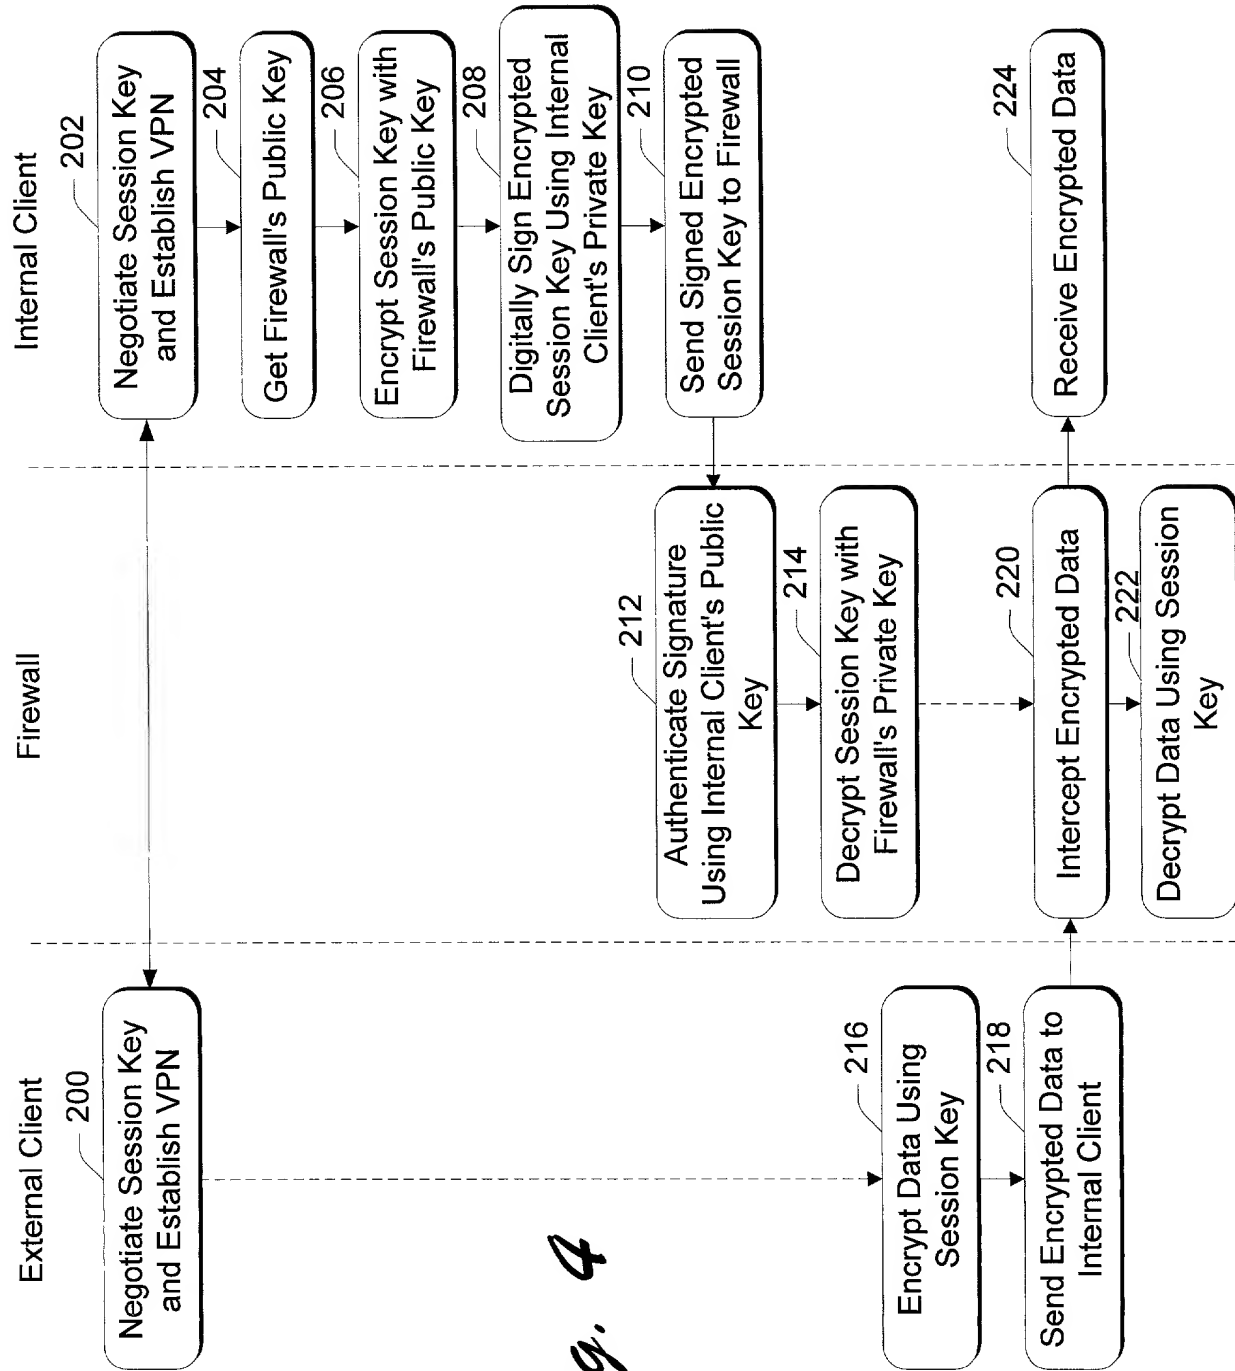 External Client
Firewall
Internal Client
200
Negotiate Session Key
and Establish VPN
202
Negotiate Session Key
and Establish VPN
204
Get Firewall's Public Key
206
Encrypt Session Key with
Firewall's Public Key
208
Digitally Sign Encrypted
Session Key Using Internal
Client's Private Key
210
Send Signed Encrypted
Session Key to Firewall
212
Authenticate Signature
Using Internal Client's Public
Key
214
Decrypt Session Key with
Firewall's Private Key
216
Encrypt Data Using
Session Key
218
Send Encrypted Data to
Internal Client
220
Intercept Encrypted Data
222
Decrypt Data Using Session
Key
224
Receive Encrypted Data
g. 4